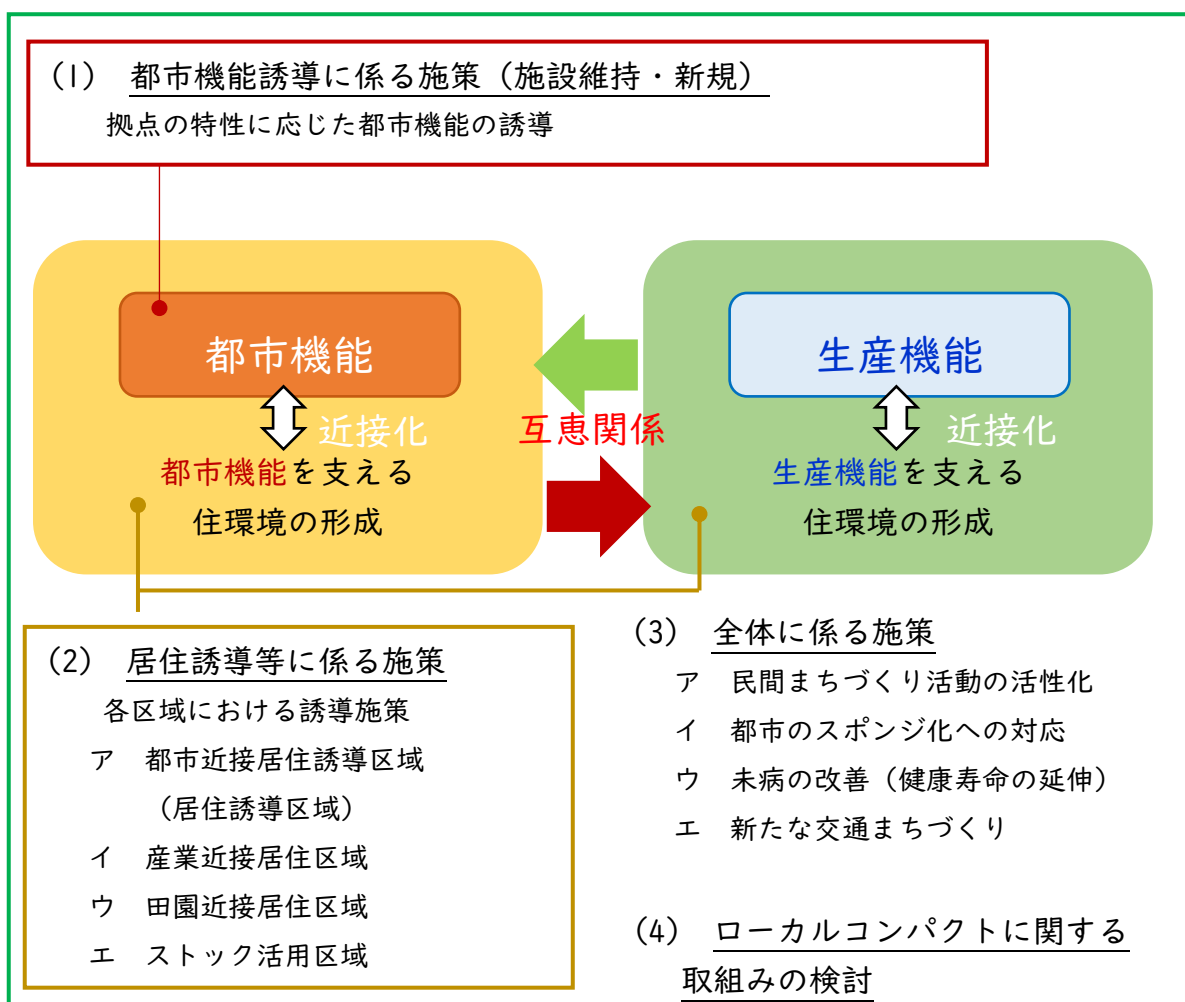 (1) 都市機能誘導に係る施策（施設維持・新規）
拠点の特性に応じた都市機能の誘導
都市機能
近接化
都市機能を支える
住環境の形成
互恵関係
生産機能
近接化
生産機能を支える
住環境の形成
(2) 居住誘導等に係る施策
各区域における誘導施策
ア 都市近接居住誘導区域
（居住誘導区域）
イ 産業近接居住区域
ウ 田園近接居住区域
エ ストック活用区域
(3) 全体に係る施策
ア 民間まちづくり活動の活性化
イ 都市のスポンジ化への対応
ウ 未病の改善（健康寿命の延伸）
エ 新たな交通まちづくり
(4) ローカルコンパクトに関する
取組みの検討